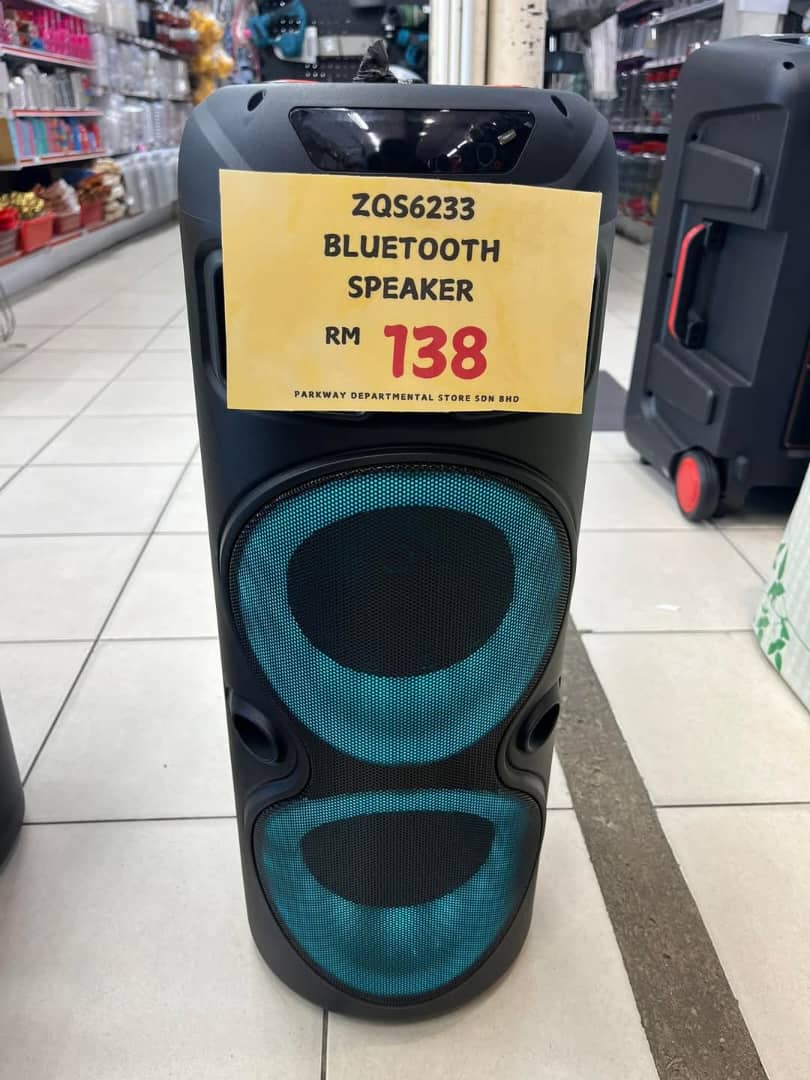 ZQS6233
BLUETOOTH
SPEAKER
RM 138
PARKWAY DEPARTMENTAL STORE SDN BHD